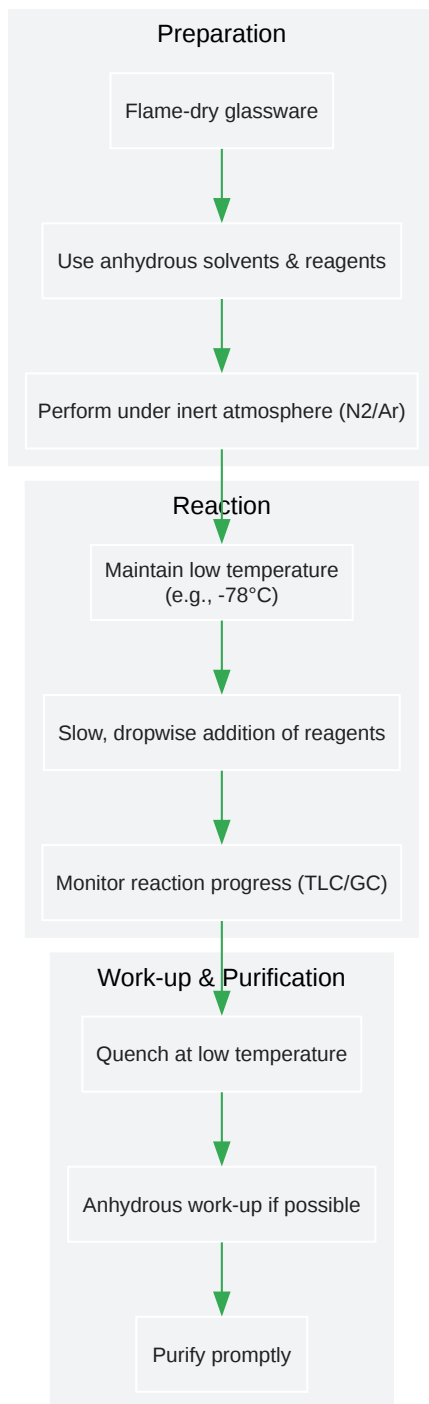 Preparation
Flame-dry glassware
Use anhydrous solvents & reagents
Perform under inert atmosphere (N2/Ar)
Reaction
Maintain low temperature
(e.g., -78°C)
Slow, dropwise addition of reagents
Monitor reaction progress (TLC/GC)
Work-up & Purification
Quench at low temperature
Anhydrous work-up if possible
Purify promptly